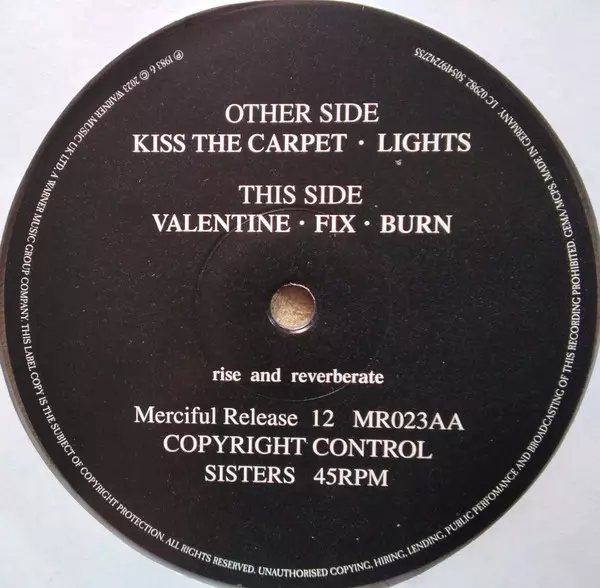 OTHER SIDE
KISS THE CARPET · LIGHTS
THIS SIDE
VALENTINE · FIX · BURN
rise and reverberate
Merciful Release 12 MR023AA
COPYRIGHT CONTROL
SISTERS 45RPM
℗ 1983 & © 2023 WARNER MUSIC UK LTD. A WARNER MUSIC GROUP COMPANY. THIS LABEL COPY IS THE SUBJECT OF COPYRIGHT PROTECTION. ALL RIGHTS RESERVED. UNAUTHORISED COPYING, HIRING, LENDING, PUBLIC PERFOMANCE AND BROADCASTING OF THIS RECORDING PROHIBITED. GEMA/MCPS. MADE IN GERMANY. LC 02982. 5054197242755